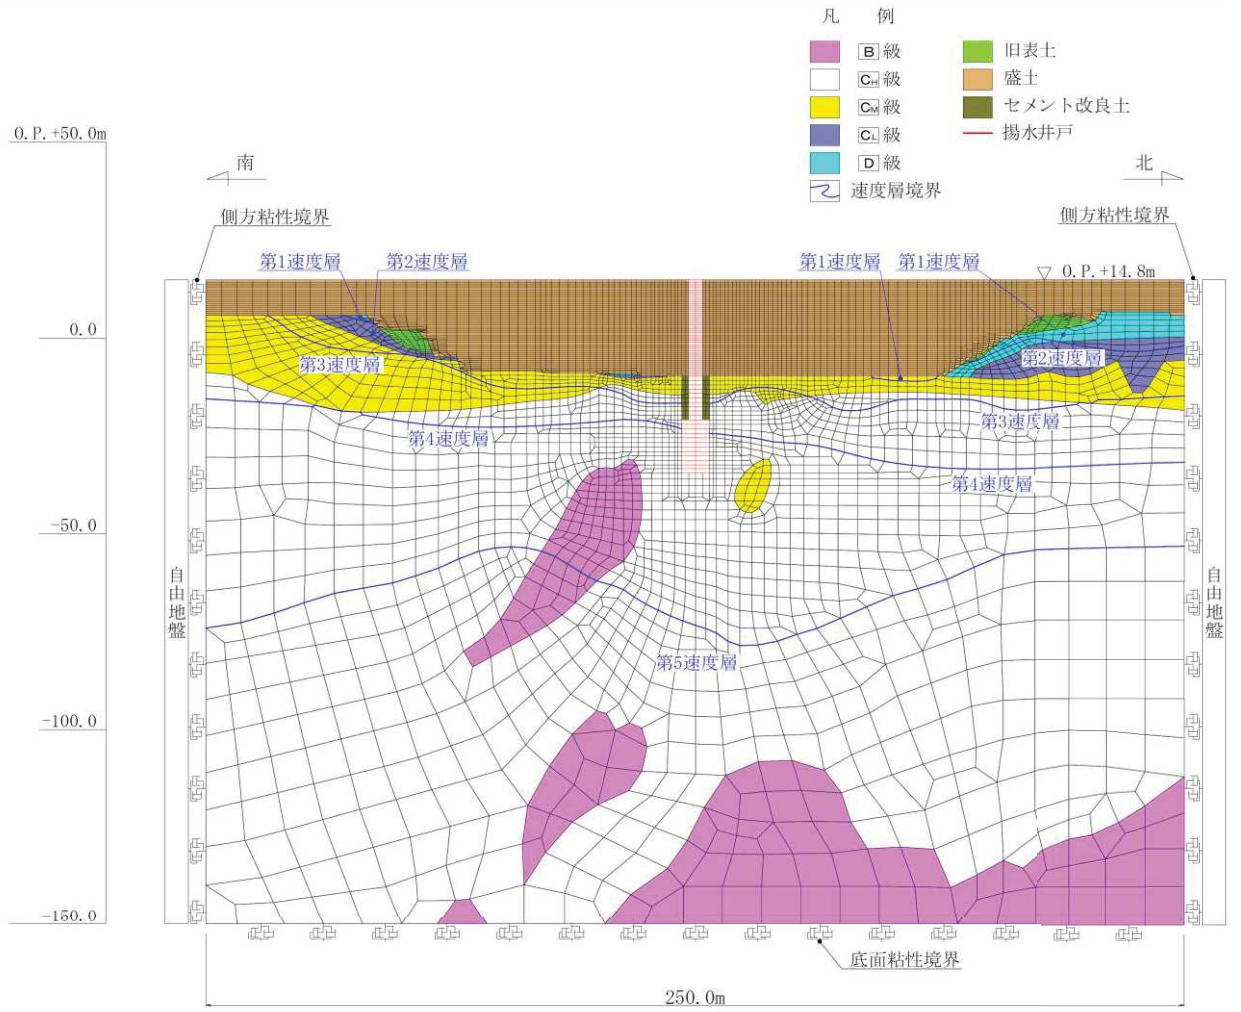 凡 例
B 級
CH 級
CM 級
CL 級
D 級
速度層境界
旧表土
盛土
セメント改良土
揚水井戸
O.P.+50.0m
南
北
側方粘性境界
側方粘性境界
第1速度層
第2速度層
第1速度層
第1速度層
O.P.+14.8m
0.0
第3速度層
第2速度層
第4速度層
第3速度層
第4速度層
-50.0
自由地盤
自由地盤
第5速度層
-100.0
-150.0
底面粘性境界
250.0m